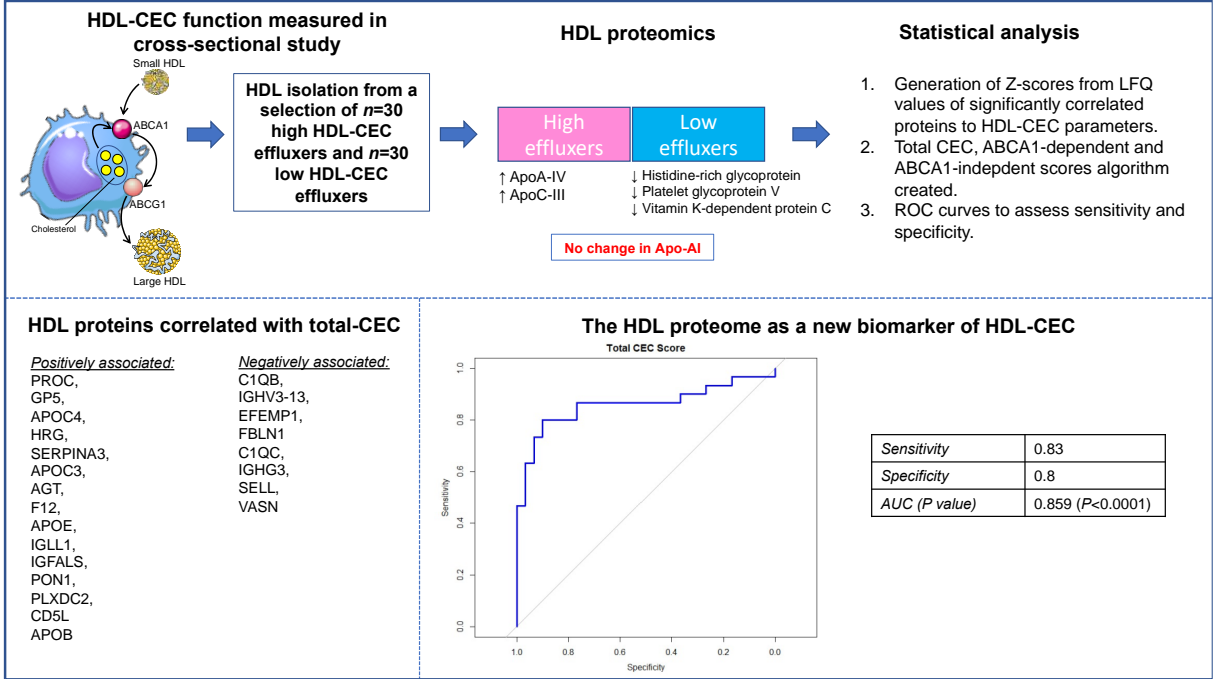 HDL-CEC function measured in
cross-sectional study
Small HDL
ABCA1
ABCG1
Cholesterol
Large HDL
HDL isolation from a
selection of n=30
high HDL-CEC
effluxers and n=30
low HDL-CEC
effluxers
HDL proteomics
High
effluxers
Low
effluxers
↑ ApoA-IV
↑ ApoC-III
↓ Histidine-rich glycoprotein
↓ Platelet glycoprotein V
↓ Vitamin K-dependent protein C
No change in Apo-AI
Statistical analysis
1. Generation of Z-scores from LFQ
values of significantly correlated
proteins to HDL-CEC parameters.
2. Total CEC, ABCA1-dependent and
ABCA1-indepdent scores algorithm
created.
3. ROC curves to assess sensitivity and
specificity.
HDL proteins correlated with total-CEC
Positively associated:
PROC,
GP5,
APOC4,
HRG,
SERPINA3,
APOC3,
AGT,
F12,
APOE,
IGLL1,
IGFALS,
PON1,
PLXDC2,
CD5L
APOB
Negatively associated:
C1QB,
IGHV3-13,
EFEMP1,
FBLN1
C1QC,
IGHG3,
SELL,
VASN
The HDL proteome as a new biomarker of HDL-CEC
Total CEC Score
Sensitivity
1.0
0.8
0.6
0.4
0.2
0.0
1.0 0.8 0.6 0.4 0.2 0.0
Specificity
Sensitivity 0.83
Specificity 0.8
AUC (P value) 0.859 (P<0.0001)